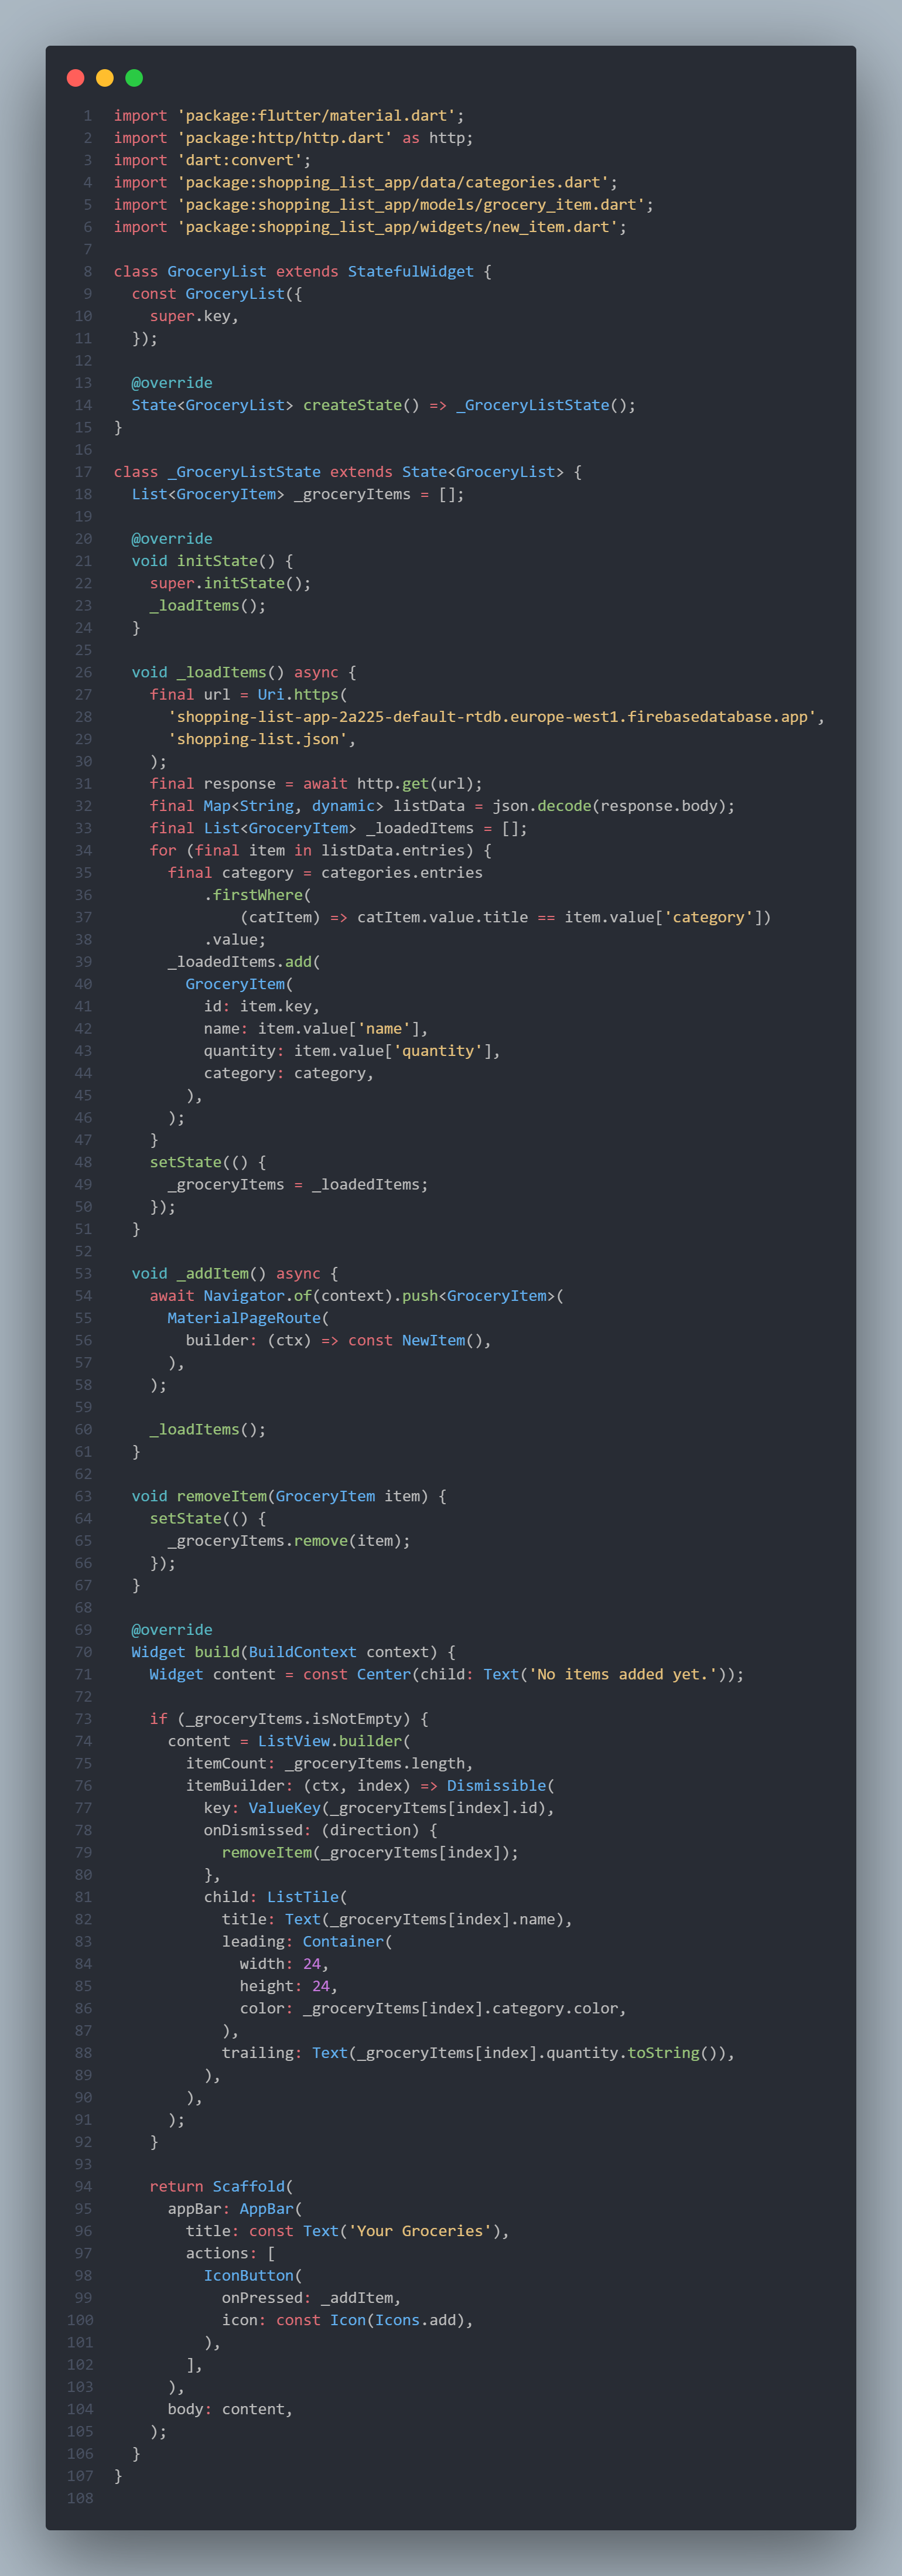 1 import 'package:flutter/material.dart';
2 import 'package:http/http.dart' as http;
3 import 'dart:convert';
4 import 'package:shopping_list_app/data/categories.dart';
5 import 'package:shopping_list_app/models/grocery_item.dart';
6 import 'package:shopping_list_app/widgets/new_item.dart';
7
8 class GroceryList extends StatefulWidget {
9   const GroceryList({
10     super.key,
11   });
12
13   @override
14   State<GroceryList> createState() => _GroceryListState();
15 }
16
17 class _GroceryListState extends State<GroceryList> {
18   List<GroceryItem> _groceryItems = [];
19
20   @override
21   void initState() {
22     super.initState();
23     _loadItems();
24   }
25
26   void _loadItems() async {
27     final url = Uri.https(
28       'shopping-list-app-2a225-default-rtdb.europe-west1.firebasedatabase.app',
29       'shopping-list.json',
30     );
31     final response = await http.get(url);
32     final Map<String, dynamic> listData = json.decode(response.body);
33     final List<GroceryItem> _loadedItems = [];
34     for (final item in listData.entries) {
35       final category = categories.entries
36           .firstWhere(
37               (catItem) => catItem.value.title == item.value['category'])
38           .value;
39       _loadedItems.add(
40         GroceryItem(
41           id: item.key,
42           name: item.value['name'],
43           quantity: item.value['quantity'],
44           category: category,
45         ),
46       );
47     }
48     setState(() {
49       _groceryItems = _loadedItems;
50     });
51   }
52
53   void _addItem() async {
54     await Navigator.of(context).push<GroceryItem>(
55       MaterialPageRoute(
56         builder: (ctx) => const NewItem(),
57       ),
58     );
59
60     _loadItems();
61   }
62
63   void removeItem(GroceryItem item) {
64     setState(() {
65       _groceryItems.remove(item);
66     });
67   }
68
69   @override
70   Widget build(BuildContext context) {
71     Widget content = const Center(child: Text('No items added yet.'));
72
73     if (_groceryItems.isNotEmpty) {
74       content = ListView.builder(
75         itemCount: _groceryItems.length,
76         itemBuilder: (ctx, index) => Dismissible(
77           key: ValueKey(_groceryItems[index].id),
78           onDismissed: (direction) {
79             removeItem(_groceryItems[index]);
80           },
81           child: ListTile(
82             title: Text(_groceryItems[index].name),
83             leading: Container(
84               width: 24,
85               height: 24,
86               color: _groceryItems[index].category.color,
87             ),
88             trailing: Text(_groceryItems[index].quantity.toString()),
89           ),
90         ),
91       );
92     }
93
94     return Scaffold(
95       appBar: AppBar(
96         title: const Text('Your Groceries'),
97         actions: [
98           IconButton(
99             onPressed: _addItem,
100             icon: const Icon(Icons.add),
101           ),
102         ],
103       ),
104       body: content,
105     );
106   }
107 }
108